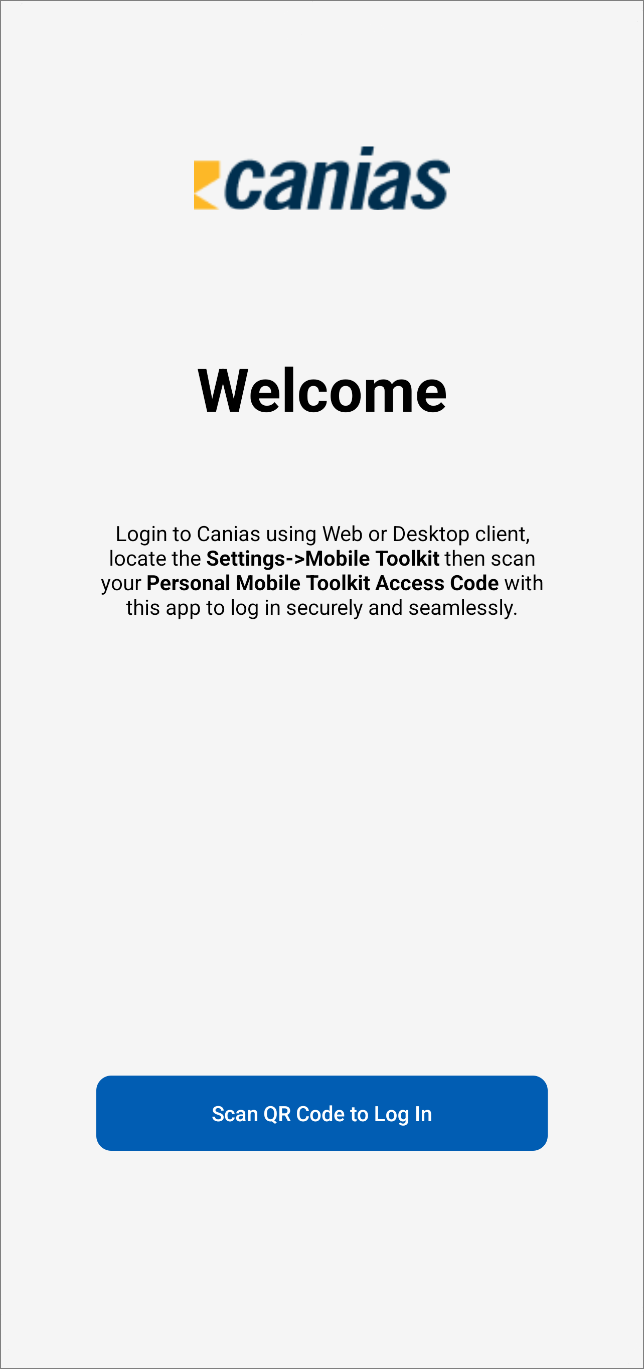 canias
Welcome
Login to Canias using Web or Desktop client,
locate the Settings->Mobile Toolkit then scan
your Personal Mobile Toolkit Access Code with
this app to log in securely and seamlessly.
Scan QR Code to Log In